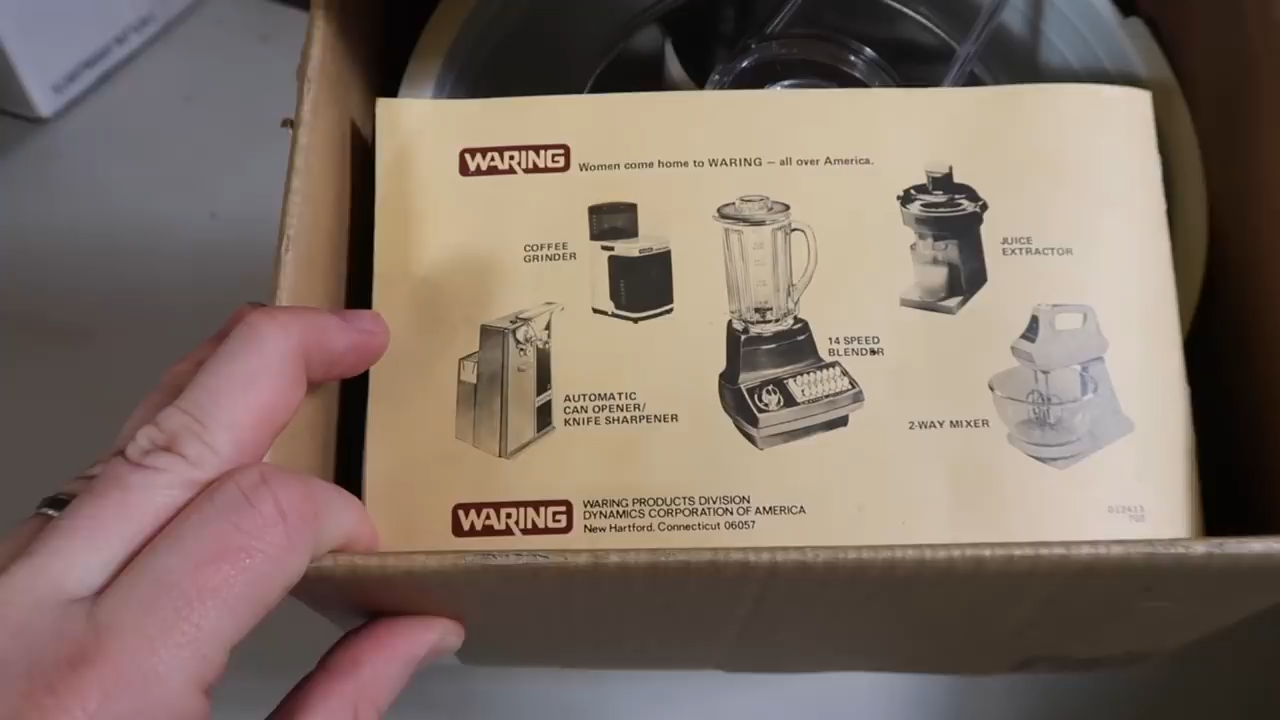 WARING
Women come home to WARING — all over America.
COFFEE
GRINDER
JUICE
EXTRACTOR
14 SPEED
BLENDER
AUTOMATIC
CAN OPENER/
KNIFE SHARPENER
2-WAY MIXER
WARING
WARING PRODUCTS DIVISION
DYNAMICS CORPORATION OF AMERICA
New Hartford, Connecticut 06057